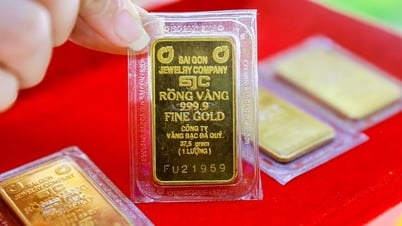 SAI GON
JEWELRY COMPANY
SJC
RỒNG VÀNG
999.9
FINE GOLD
CÔNG TY
VÀNG BẠC ĐÁ QUÝ
37,5 gram
(1 LƯỢNG)
FU21959